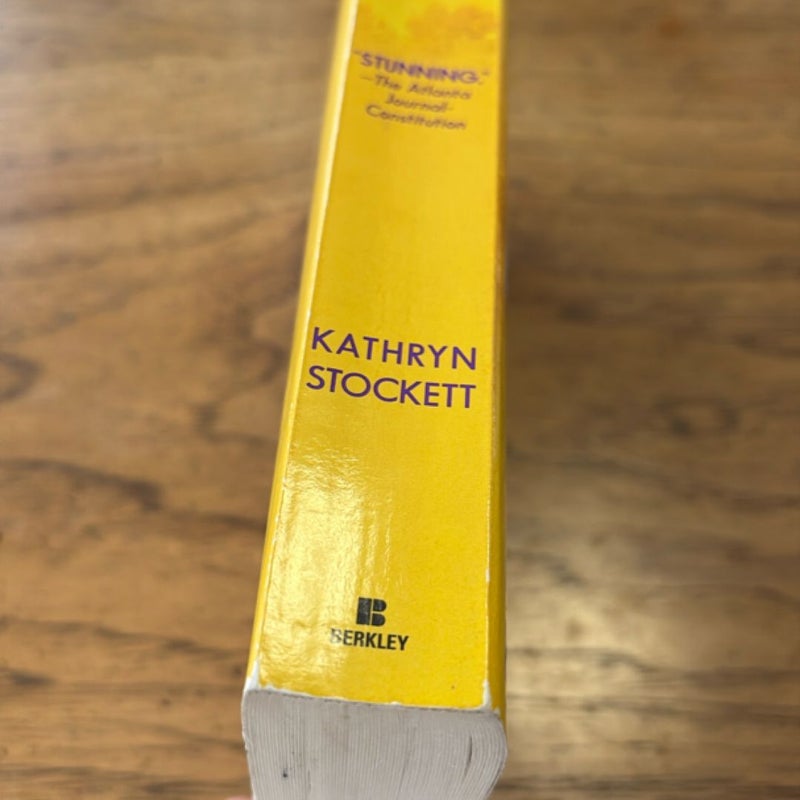 "STUNNING."
—The Atlanta
Journal-
Constitution
KATHRYN
STOCKETT
B
BERKLEY